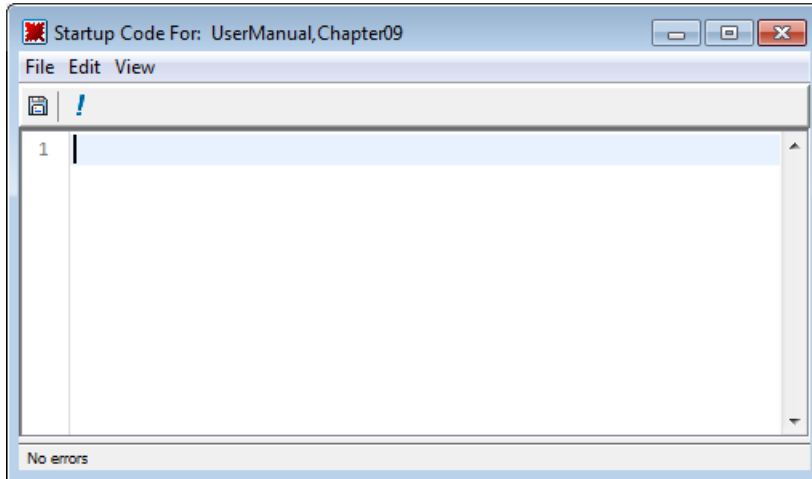 Startup Code For: UserManual,Chapter09
File Edit View
!
1
No errors